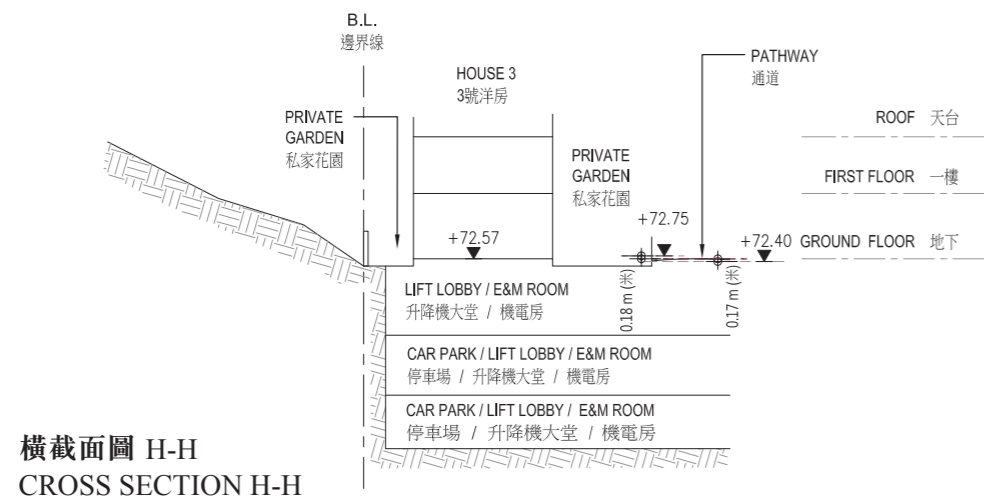 B.L.
邊界線
PATHWAY
通道
HOUSE 3
3號洋房
PRIVATE
GARDEN
私家花園
ROOF 天台
PRIVATE
GARDEN
私家花園
FIRST FLOOR 一樓
+72.75
+72.57
+72.40 GROUND FLOOR 地下
0.18 m (米)
0.17 m (米)
LIFT LOBBY / E&M ROOM
升降機大堂 / 機電房
CAR PARK / LIFT LOBBY / E&M ROOM
停車場 / 升降機大堂 / 機電房
CAR PARK / LIFT LOBBY / E&M ROOM
停車場 / 升降機大堂 / 機電房
橫截面圖 H-H
CROSS SECTION H-H